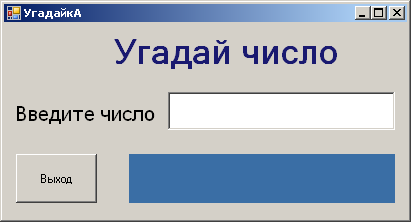 УгадайкА
Угадай число
Введите число
Выход